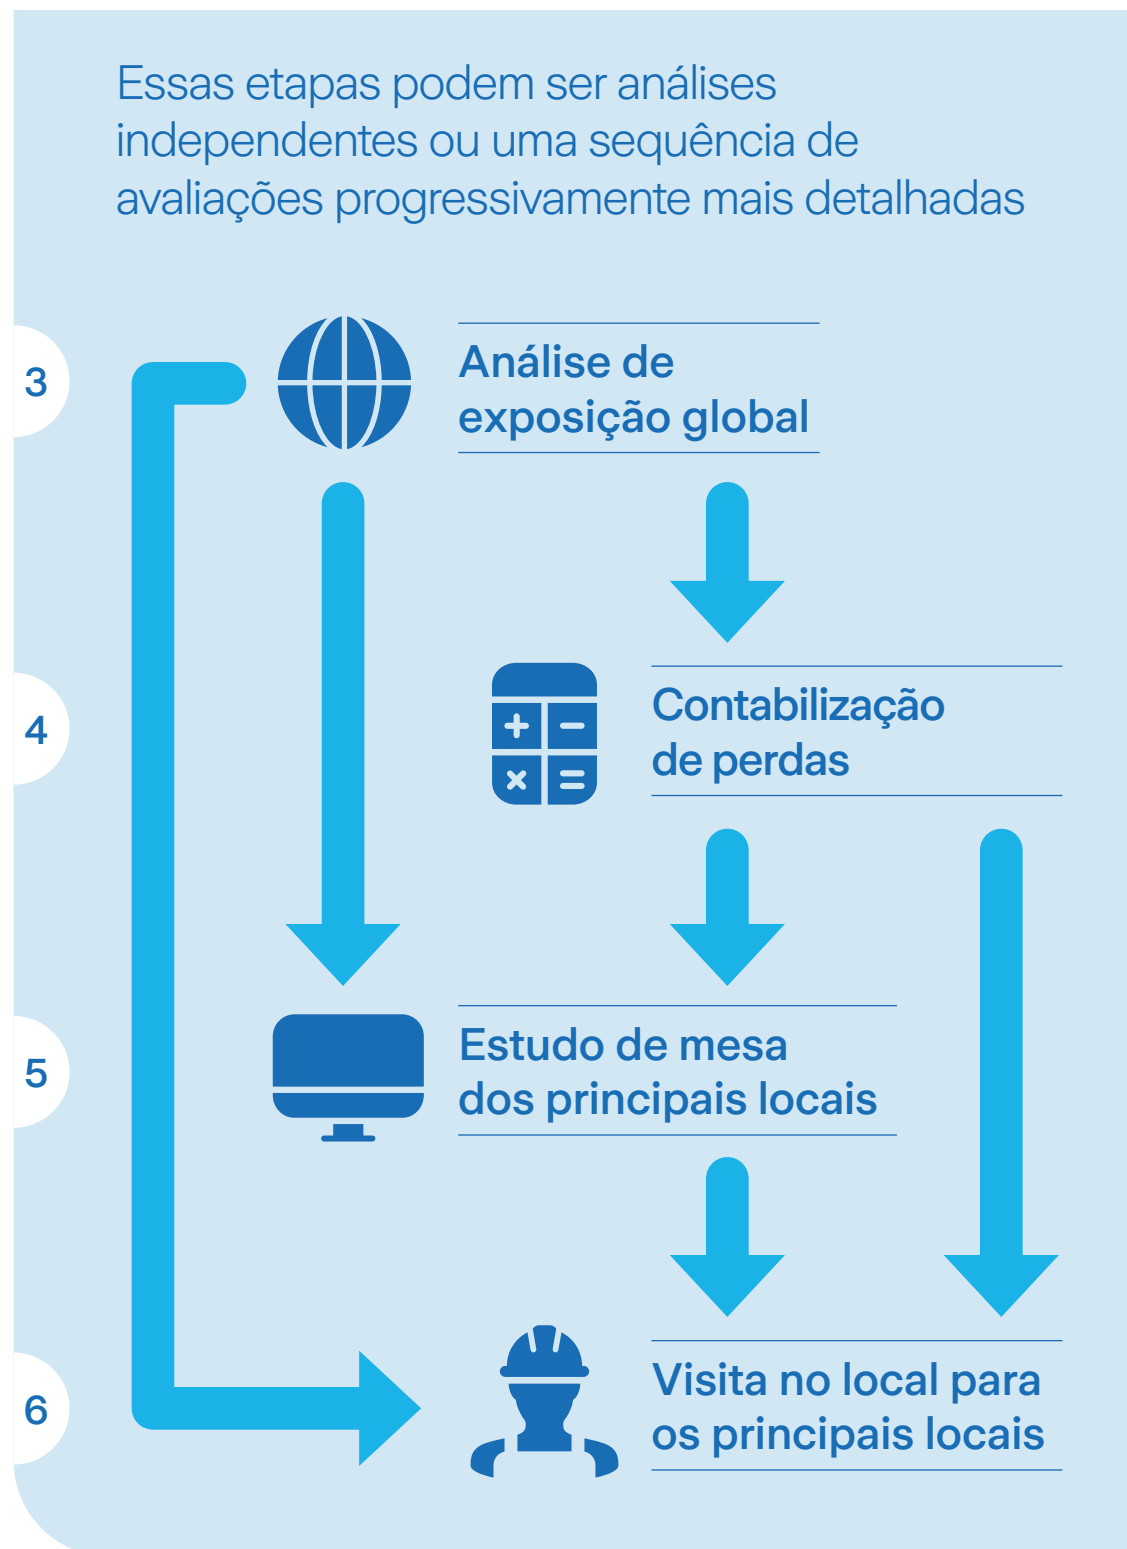 Essas etapas podem ser análises
independentes ou uma sequência de
avaliações progressivamente mais detalhadas
3
Análise de
exposição global
4
Contabilização
de perdas
5
Estudo de mesa
dos principais locais
6
Visita no local para
os principais locais